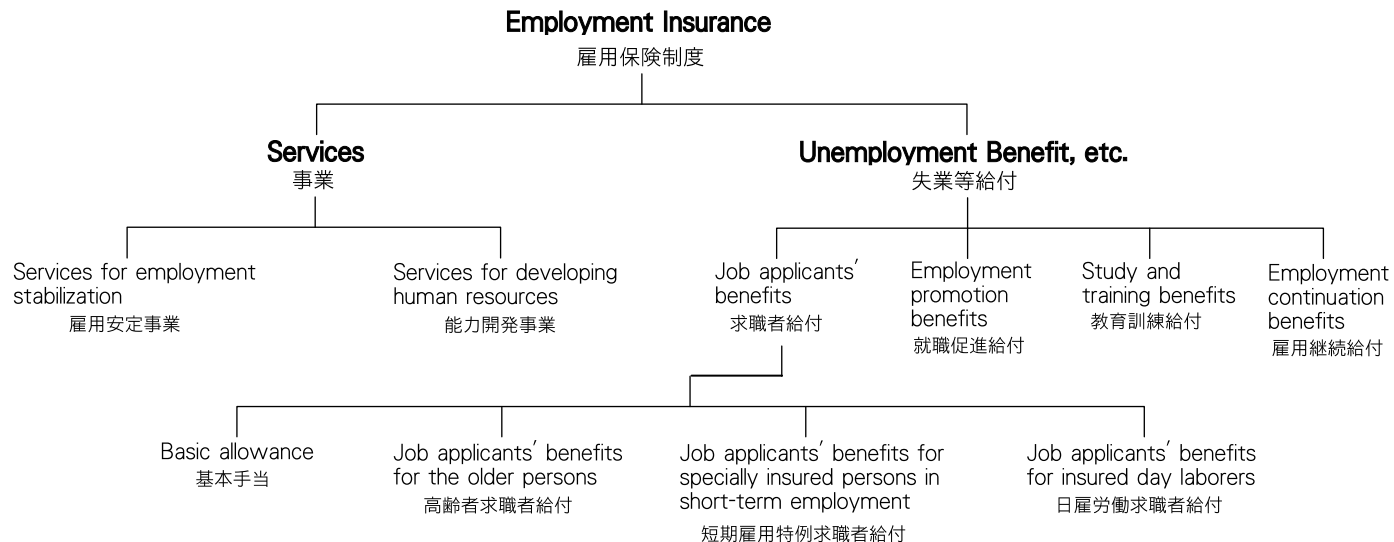 Employment Insurance
雇用保険制度
Services
事業
Unemployment Benefit, etc.
失業等給付
Services for employment
stabilization
雇用安定事業
Services for developing
human resources
能力開発事業
Job applicants′
benefits
求職者給付
Employment
promotion
benefits
就職促進給付
Study and
training benefits
教育訓練給付
Employment
continuation
benefits
雇用継続給付
Basic allowance
基本手当
Job applicants′ benefits
for the older persons
高齢者求職者給付
Job applicants′ benefits for
specially insured persons in
short-term employment
短期雇用特例求職者給付
Job applicants′ benefits
for insured day laborers
日雇労働求職者給付